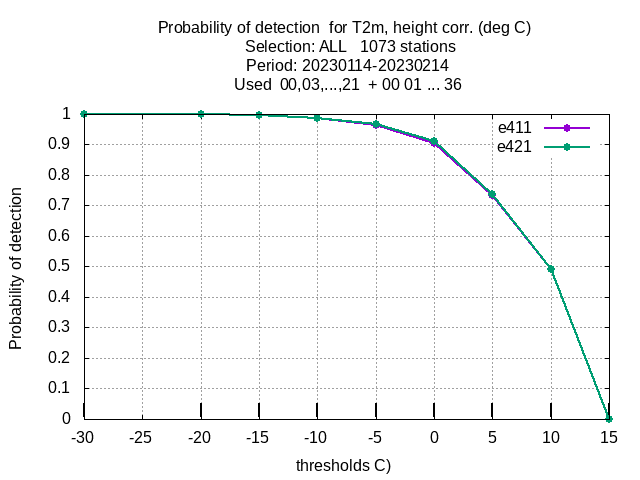 Probability of detection  for T2m, height corr. (deg C)
Selection: ALL   1073 stations
Period: 20230114-20230214
Used  00,03,...,21  + 00 01 ... 36
e411
e421
Probability of detection
1
0.9
0.8
0.7
0.6
0.5
0.4
0.3
0.2
0.1
0
-30 -25 -20 -15 -10 -5 0 5 10 15
thresholds C)